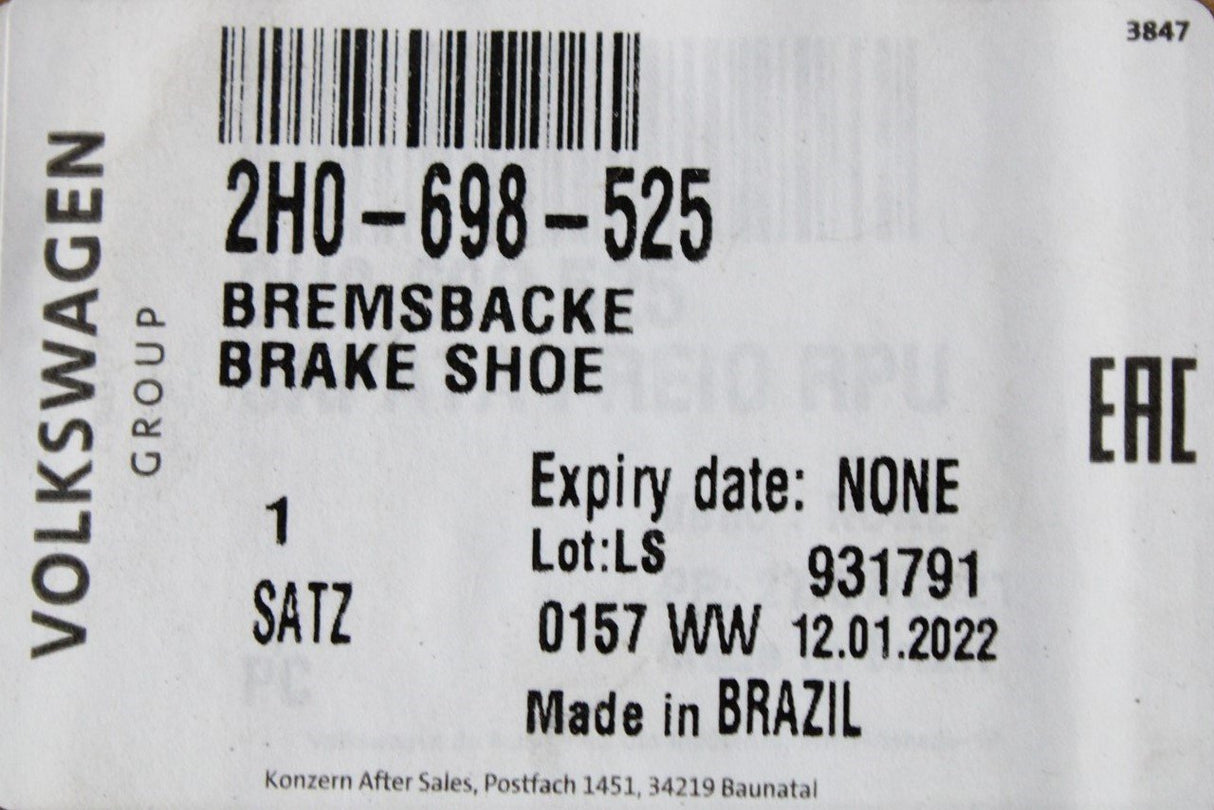 3847
VOLKSWAGEN
GROUP
2H0-698-525
BREMSBACKE
BRAKE SHOE
EAC
Expiry date: NONE
1
Lot:LS 931791
SATZ
0157 WW 12.01.2022
Made in BRAZIL
Konzern After Sales, Postfach 1451, 34219 Baunatal